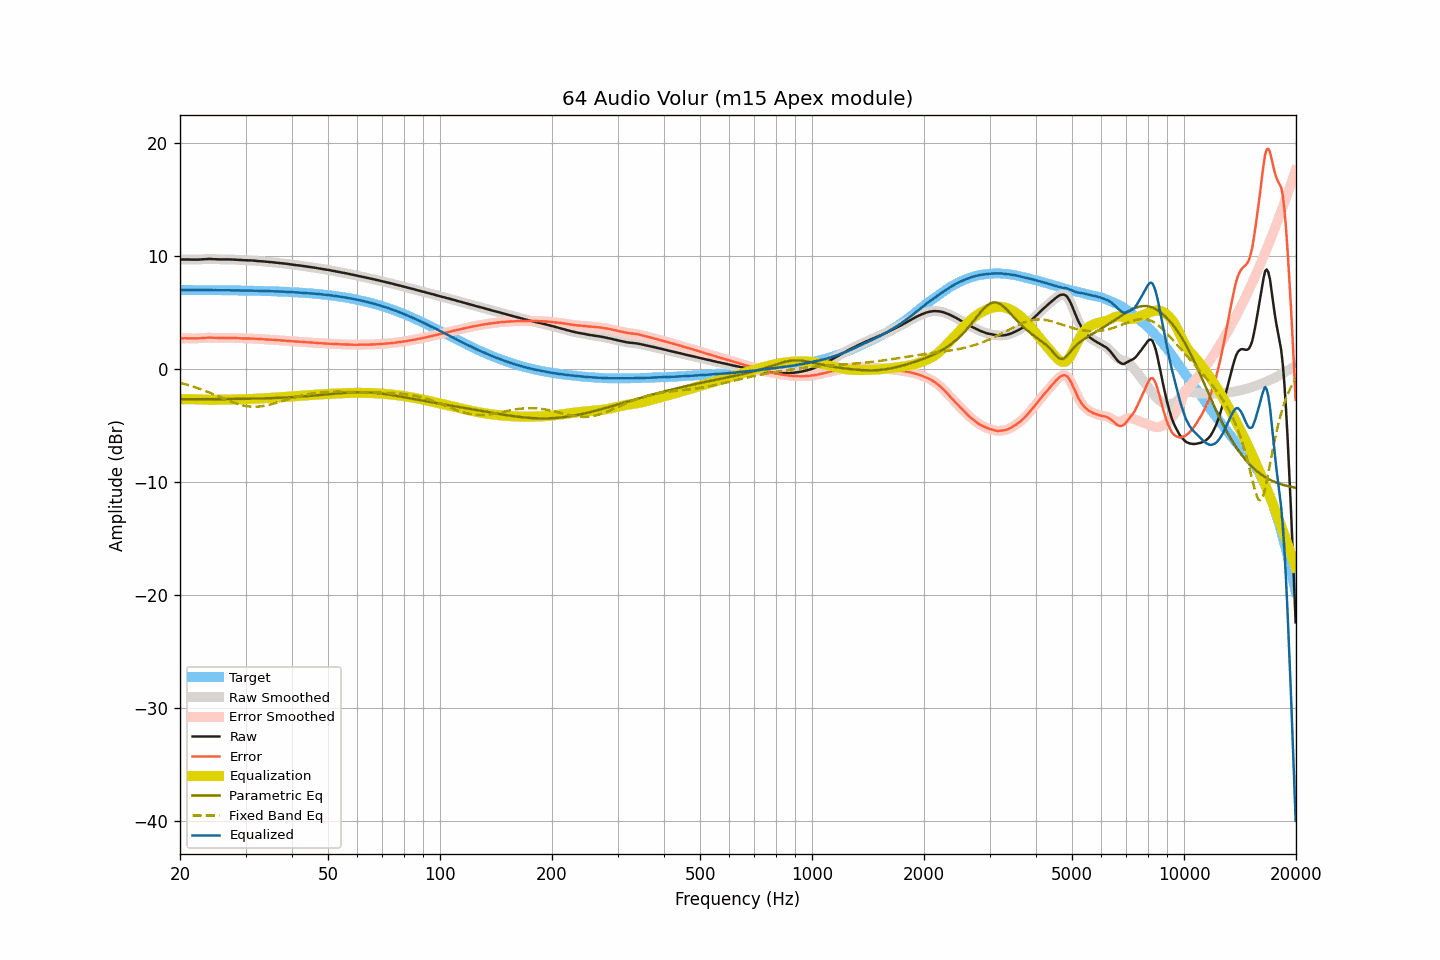 64 Audio Volur (m15 Apex module)
20
10
0
−10
−20
−30
−40
Amplitude (dBr)
Target
Raw Smoothed
Error Smoothed
Raw
Error
Equalization
Parametric Eq
Fixed Band Eq
Equalized
20 50 100 200 500 1000 2000 5000 10000 20000
Frequency (Hz)